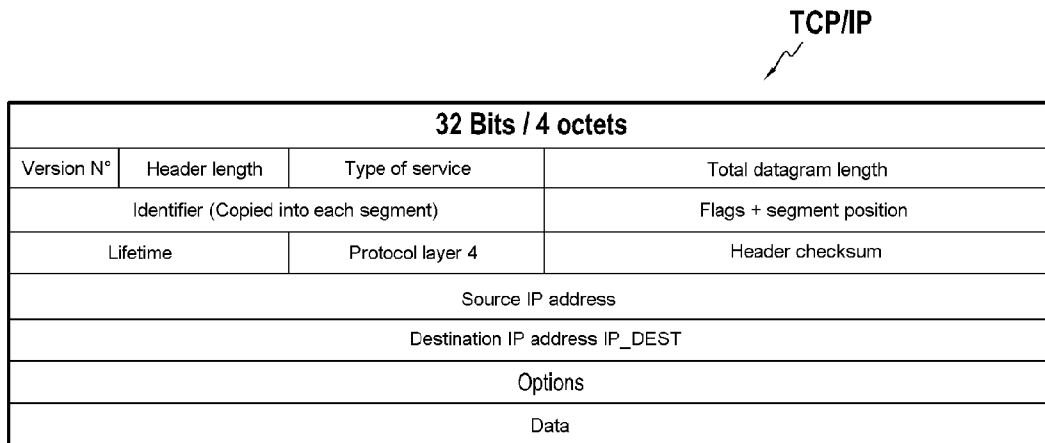 TCP/IP
32 Bits / 4 octets
Version N° Header length Type of service Total datagram length
Identifier (Copied into each segment) Flags + segment position
Lifetime Protocol layer 4 Header checksum
Source IP address
Destination IP address IP_DEST
Options
Data